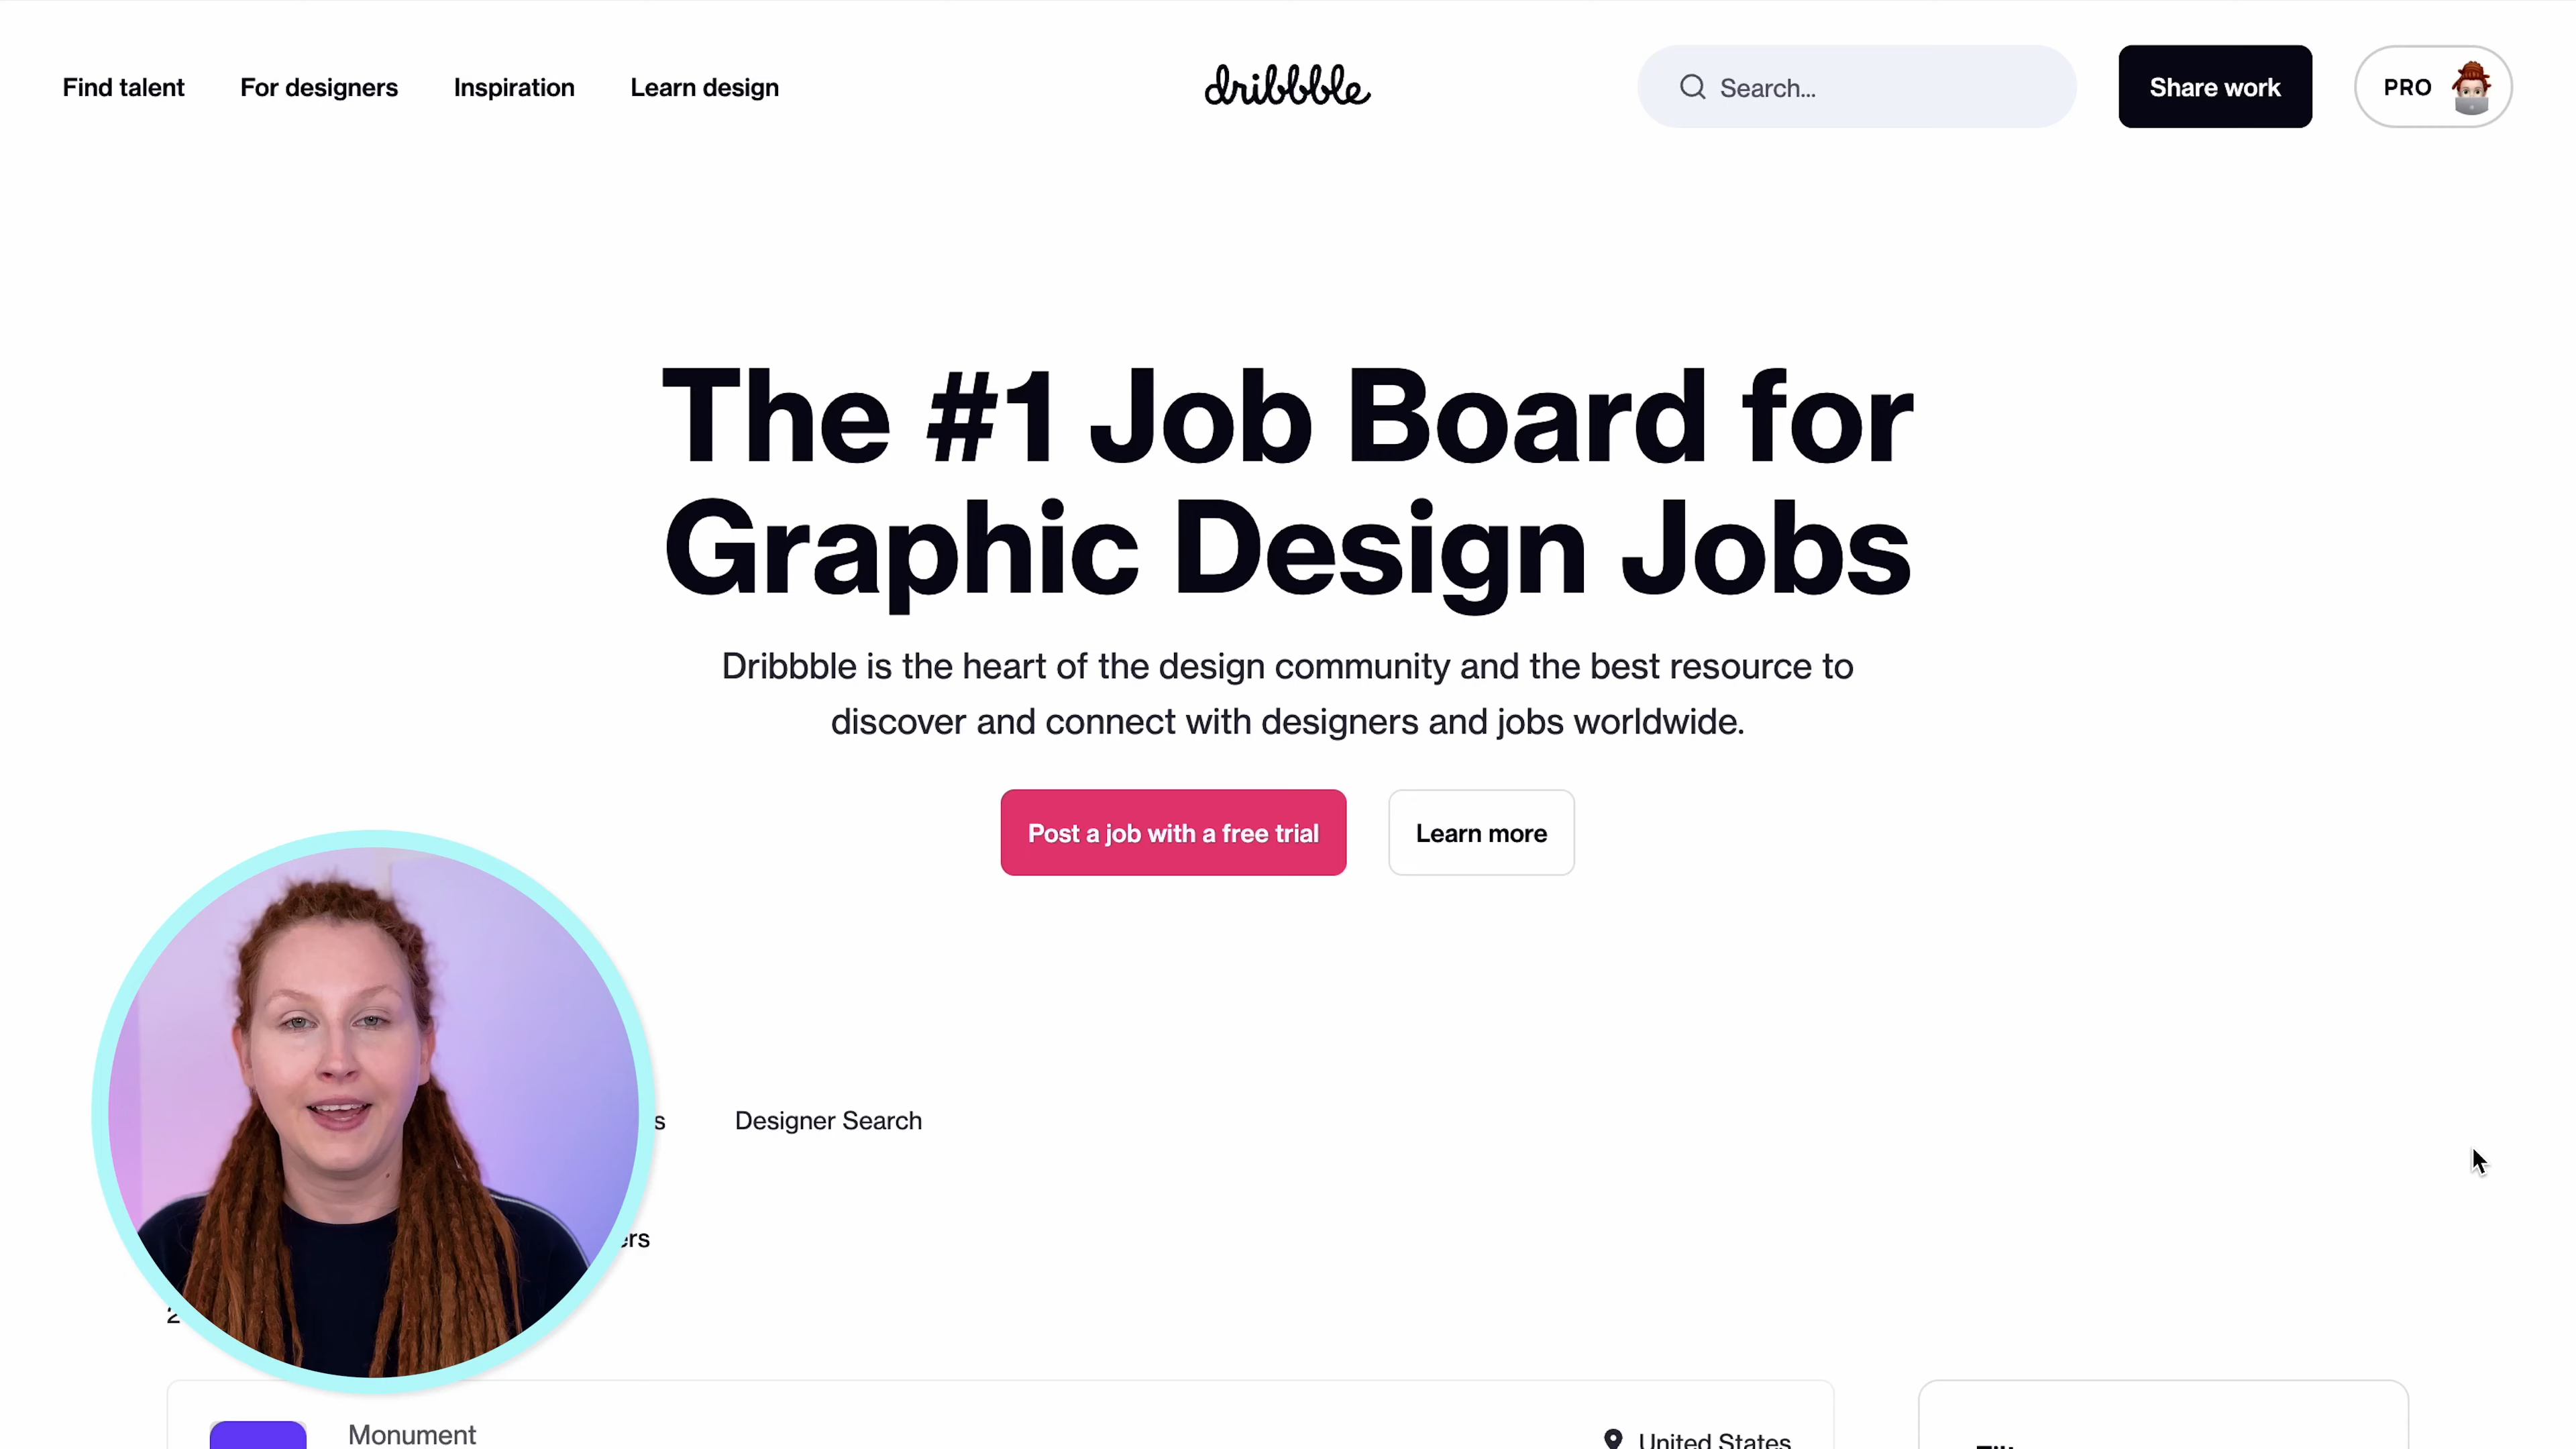 Find talent
For designers
Inspiration
Learn design
dribbble
Search...
Share work
PRO
The #1 Job Board for
Graphic Design Jobs
Dribbble is the heart of the design community and the best resource to
discover and connect with designers and jobs worldwide.
Post a job with a free trial
Learn more
Designer Search
Monument
United States